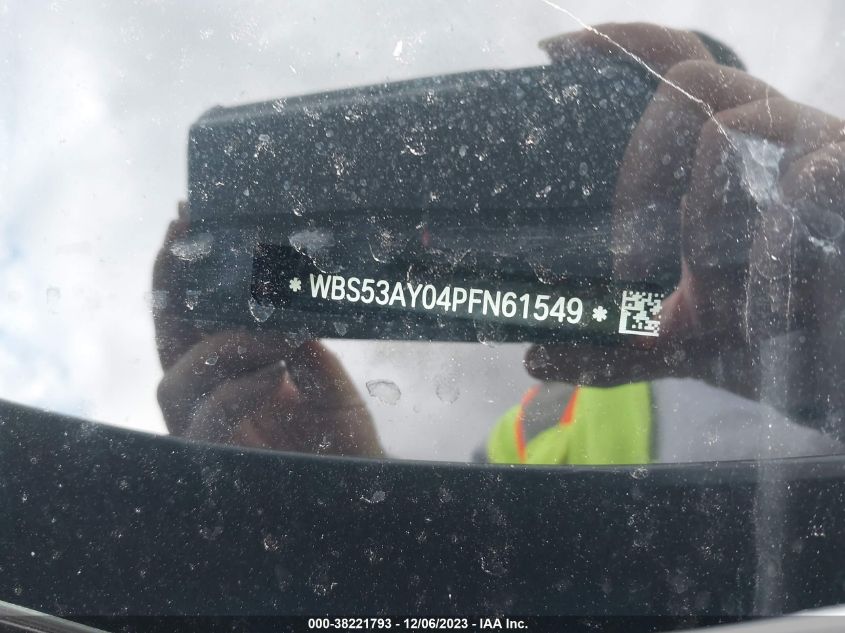 * WBS53AY04PFN61549 *
000-38221793 - 12/06/2023 - IAA Inc.